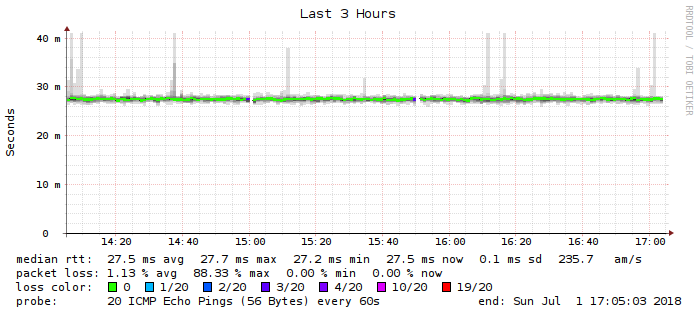 Last 3 Hours
RRDTOOL / TOBI OETIKER
Seconds
40 m
30 m
20 m
10 m
0
14:20 14:40 15:00 15:20 15:40 16:00 16:20 16:40 17:00
median rtt: 27.5 ms avg 27.7 ms max 27.2 ms min 27.5 ms now 0.1 ms sd 235.7 am/s
packet loss: 1.13 % avg 88.33 % max 0.00 % min 0.00 % now
loss color: 0 1/20 2/20 3/20 4/20 10/20 19/20
probe: 20 ICMP Echo Pings (56 Bytes) every 60s end: Sun Jul 1 17:05:03 2018